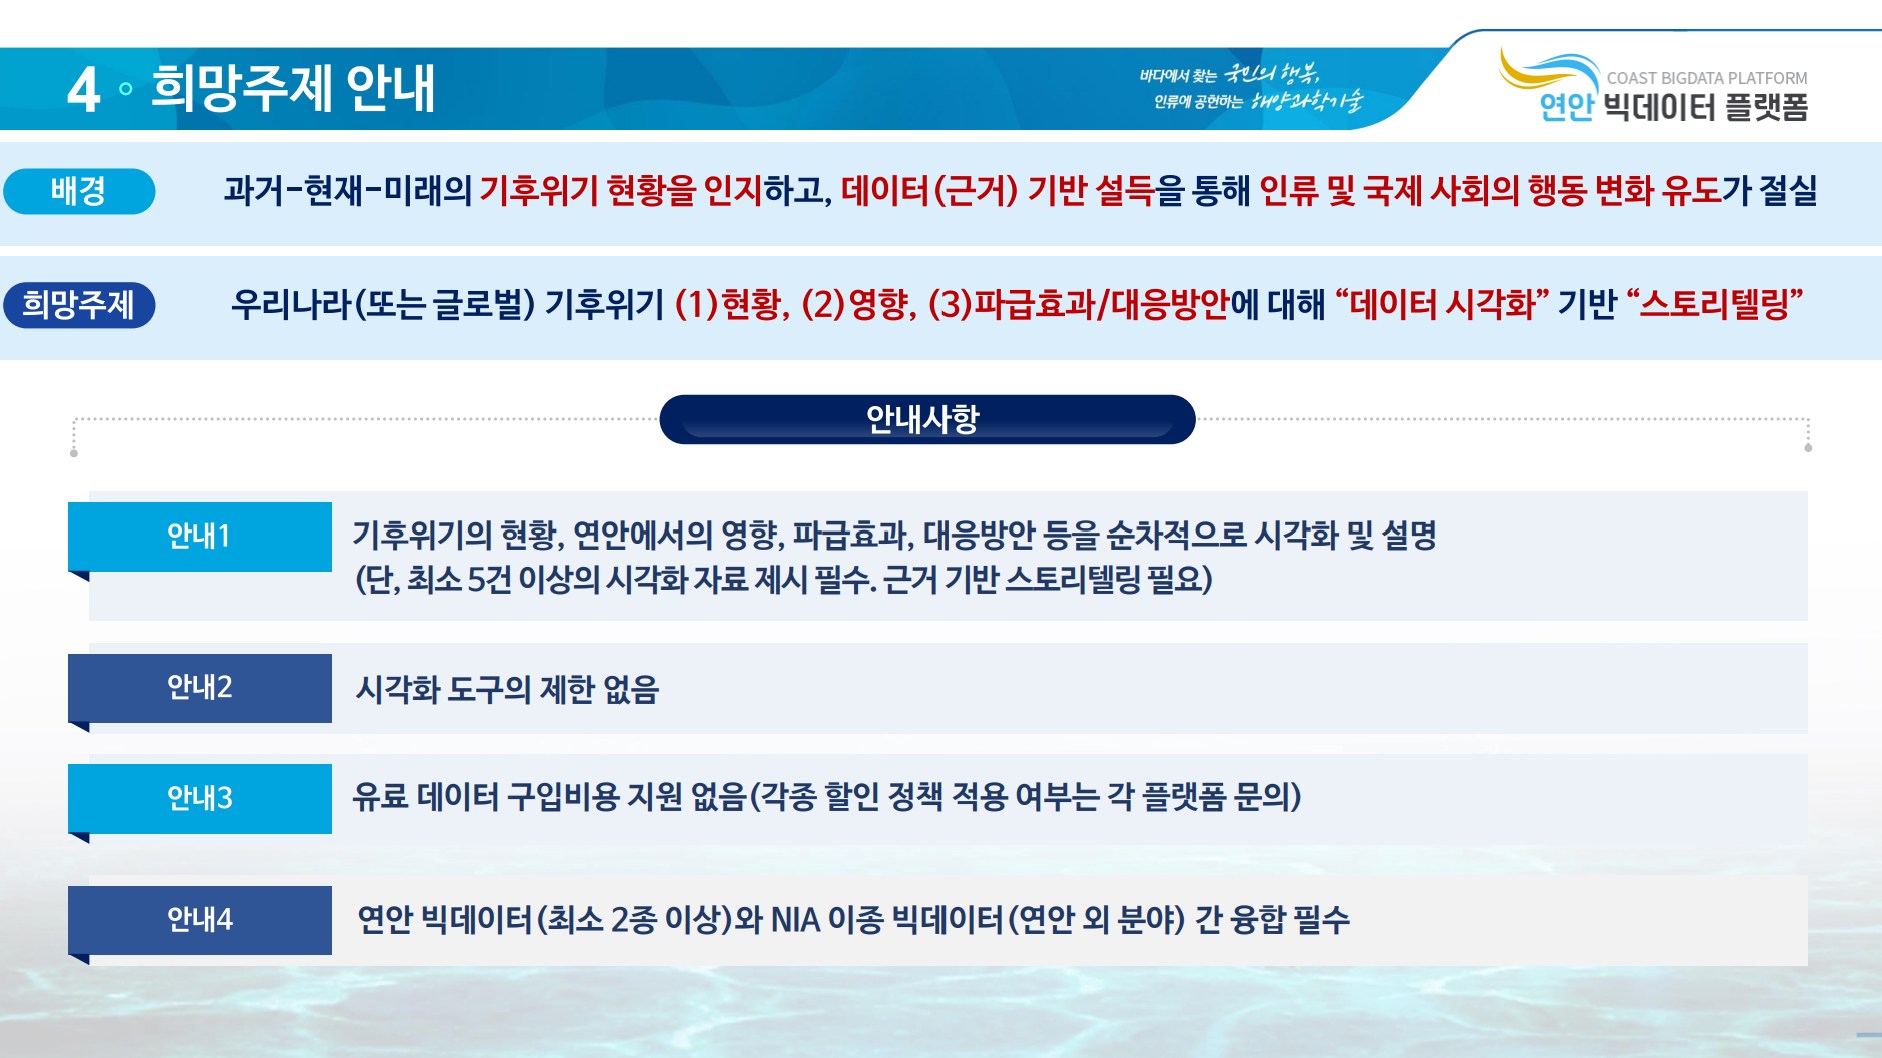 4 ○ 희망주제 안내
바다에서 찾는 국민의 행복,
인류에 공헌하는 해양과학기술
COAST BIGDATA PLATFORM
연안 빅데이터 플랫폼
배경
과거-현재-미래의 기후위기 현황을 인지하고, 데이터(근거) 기반 설득을 통해 인류 및 국제 사회의 행동 변화 유도가 절실
희망주제
우리나라(또는 글로벌) 기후위기 (1)현황, (2)영향, (3)파급효과/대응방안에 대해 “데이터 시각화” 기반 “스토리텔링”
안내사항
안내1
기후위기의 현황, 연안에서의 영향, 파급효과, 대응방안 등을 순차적으로 시각화 및 설명
(단, 최소 5건 이상의 시각화 자료 제시 필수. 근거 기반 스토리텔링 필요)
안내2
시각화 도구의 제한 없음
안내3
유료 데이터 구입비용 지원 없음(각종 할인 정책 적용 여부는 각 플랫폼 문의)
안내4
연안 빅데이터(최소 2종 이상)와 NIA 이종 빅데이터(연안 외 분야) 간 융합 필수